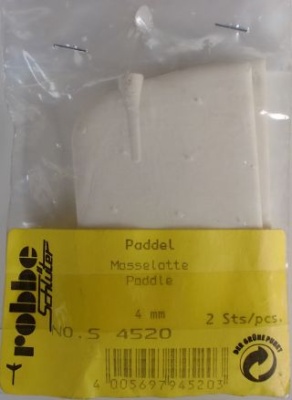 Paddel
Masselotte
Paddle
4 mm
2 Sts/pcs.
No. S 4520
robbe
Schlüter
DER GRÜNE PUNKT
4 005697 945203